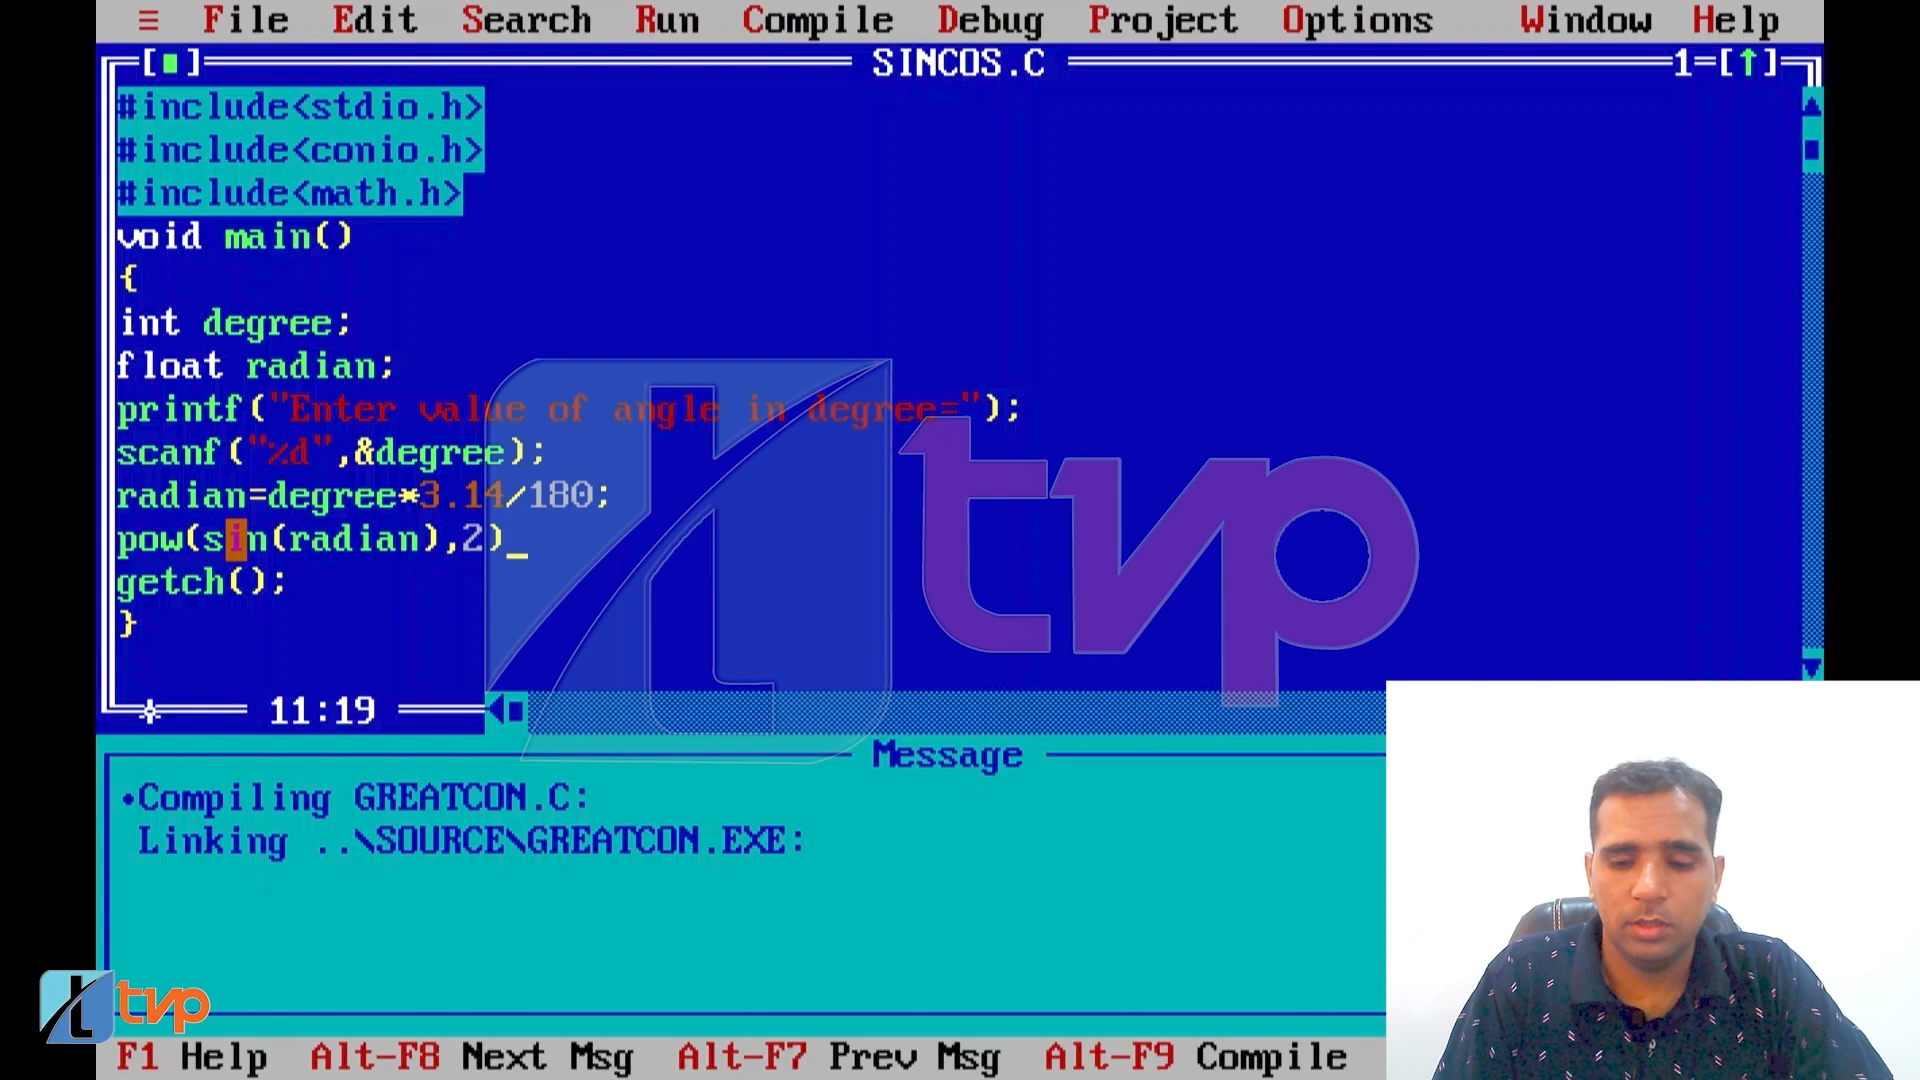 ≡ File Edit Search Run Compile Debug Project Options Window Help
[■] SINCOS.C 1=[↑]
#include<stdio.h>
#include<conio.h>
#include<math.h>
void main()
{
int degree;
float radian;
printf("Enter value of angle in degree=");
scanf("%d",&degree);
radian=degree*3.14/180;
pow(sin(radian),2)_
getch();
}
tvp
11:19
Message
•Compiling GREATCON.C:
Linking ..\SOURCE\GREATCON.EXE:
tvp
F1 Help Alt-F8 Next Msg Alt-F7 Prev Msg Alt-F9 Compile